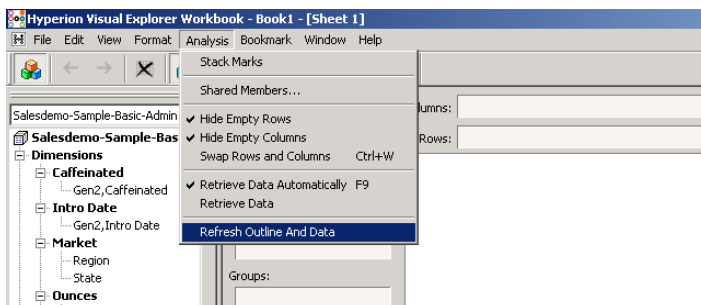 Hyperion Visual Explorer Workbook - Book1 - [Sheet 1]
File Edit View Format Analysis Bookmark Window Help
Stack Marks
Shared Members...
Salesdemo-Sample-Basic-Admin
lumns:
Hide Empty Rows
Salesdemo-Sample-Bas
Hide Empty Columns
Rows:
Dimensions
Swap Rows and Columns Ctrl+W
Caffeinated
Gen2,Caffeinated
Retrieve Data Automatically F9
Intro Date
Retrieve Data
Gen2,Intro Date
Refresh Outline And Data
Market
Region
State
Groups:
Ounces